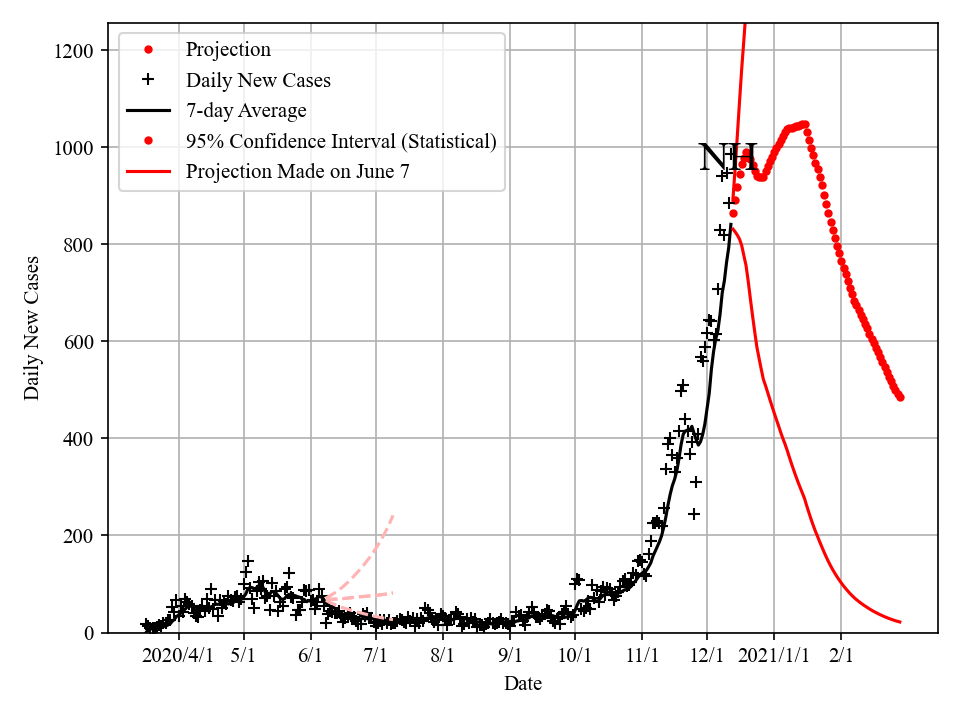 1200
1000
800
600
400
200
0
Daily New Cases
Projection
Daily New Cases
7-day Average
95% Confidence Interval (Statistical)
Projection Made on June 7
NH
2020/4/1 5/1 6/1 7/1 8/1 9/1 10/1 11/1 12/1 2021/1/1 2/1
Date